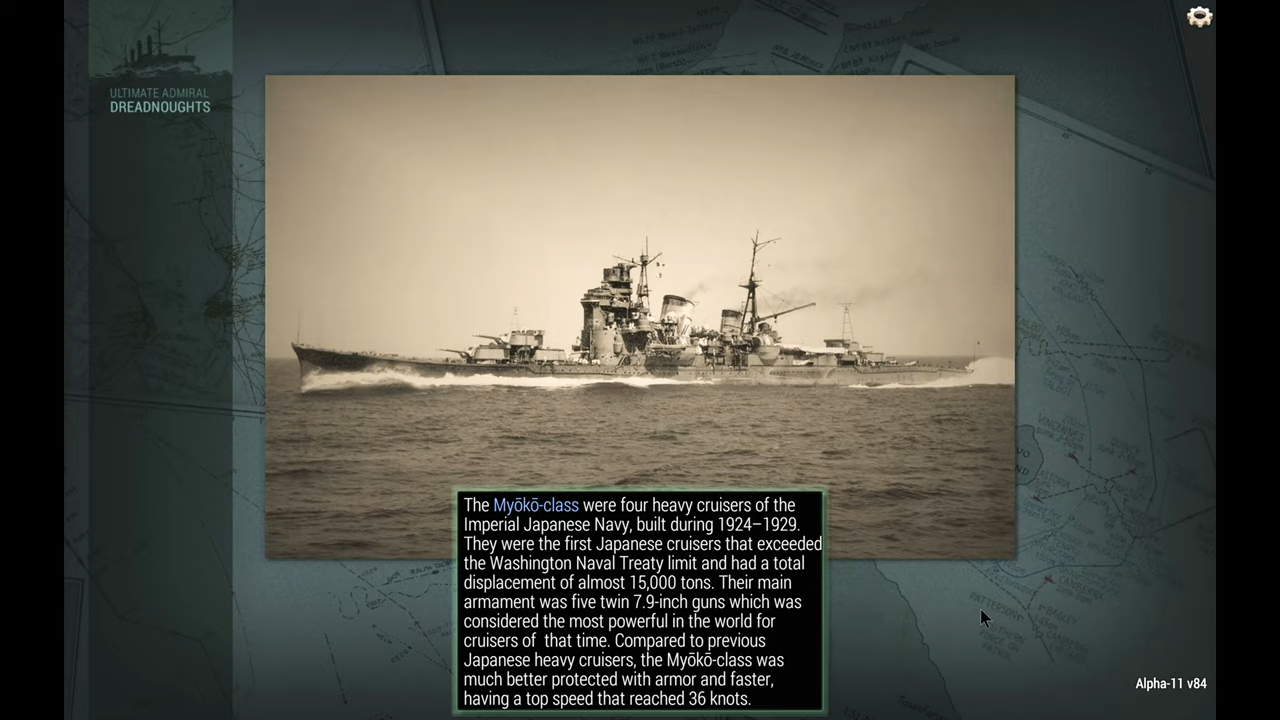 ULTIMATE ADMIRAL
DREADNOUGHTS
The Myōkō-class were four heavy cruisers of the
Imperial Japanese Navy, built during 1924–1929.
They were the first Japanese cruisers that exceeded
the Washington Naval Treaty limit and had a total
displacement of almost 15,000 tons. Their main
armament was five twin 7.9-inch guns which was
considered the most powerful in the world for
cruisers of  that time. Compared to previous
Japanese heavy cruisers, the Myōkō-class was
much better protected with armor and faster,
having a top speed that reached 36 knots.
Alpha-11 v84